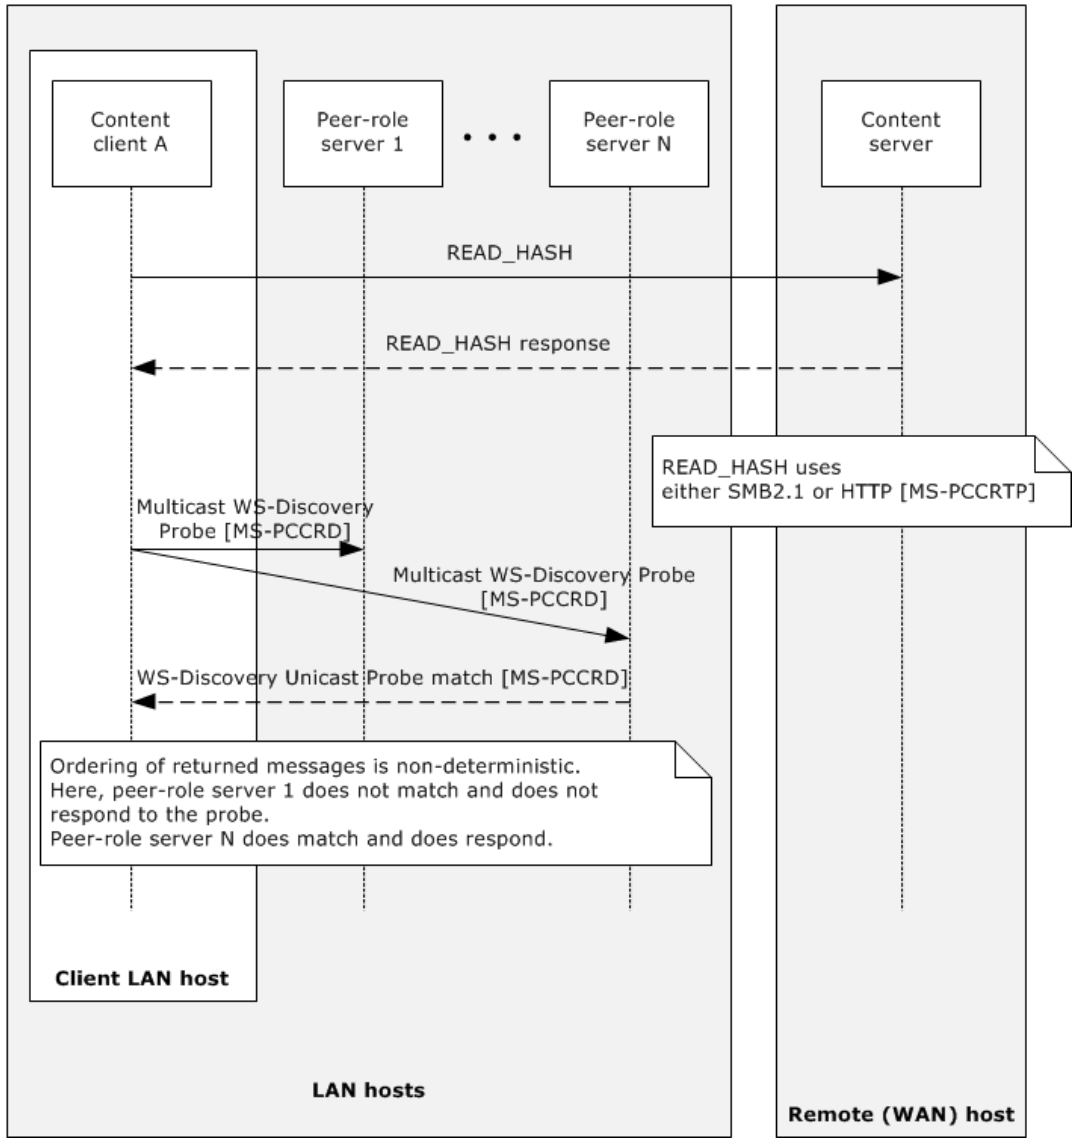 Content
client A
Peer-role
server 1
• • •
Peer-role
server N
Content
server
READ_HASH
READ_HASH response
READ_HASH uses
either SMB2.1 or HTTP [MS-PCCRTP]
Multicast WS-Discovery
Probe [MS-PCCRD]
Multicast WS-Discovery Probe
[MS-PCCRD]
WS-Discovery Unicast Probe match [MS-PCCRD]
Ordering of returned messages is non-deterministic.
Here, peer-role server 1 does not match and does not
respond to the probe.
Peer-role server N does match and does respond.
Client LAN host
LAN hosts
Remote (WAN) host